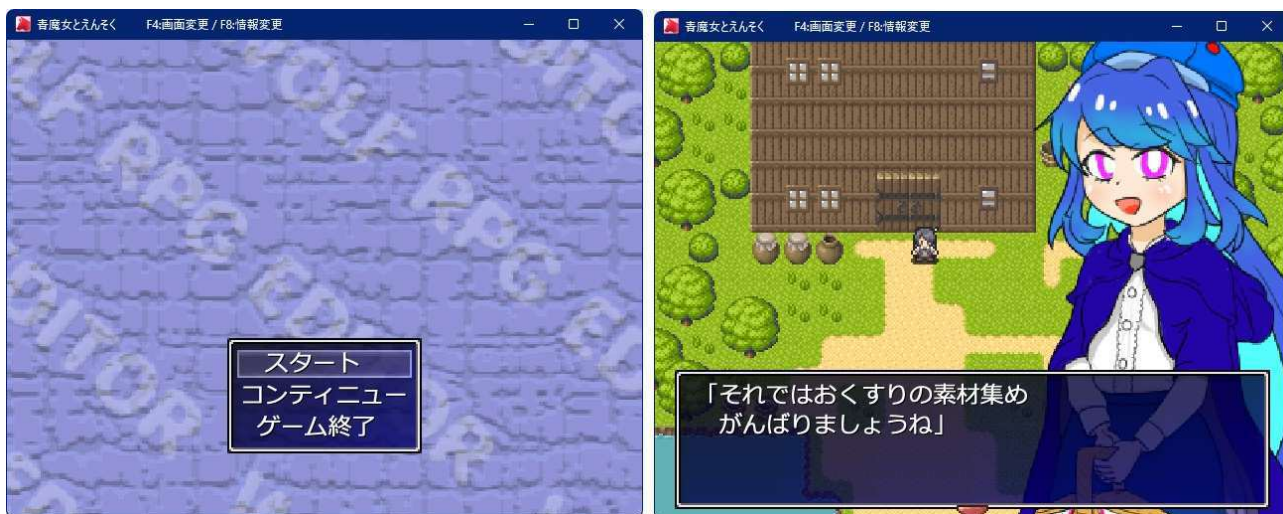 青魔女とえんそく F4:画面変更 / F8:情報変更
WOLF RPG EDITOR
スタート
コンティニュー
ゲーム終了
青魔女とえんそく F4:画面変更 / F8:情報変更
「それではおくすりの素材集め
がんばりましょうね」